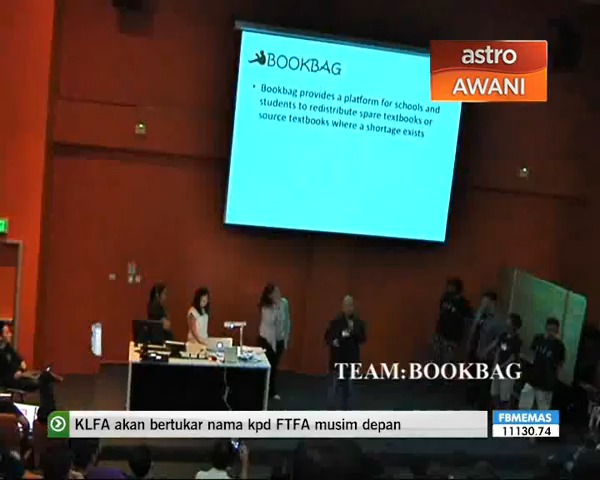 astro
AWANI
BOOKBAG
• Bookbag provides a platform for schools and
students to redistribute spare textbooks or
source textbooks where a shortage exists
TEAM:BOOKBAG
KLFA akan bertukar nama kpd FTFA musim depan
FBMEMAS
11130.74